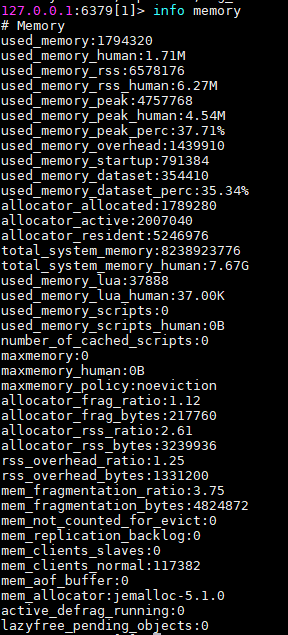 127.0.0.1:6379[1]> info memory
# Memory
used_memory:1794320
used_memory_human:1.71M
used_memory_rss:6578176
used_memory_rss_human:6.27M
used_memory_peak:4757768
used_memory_peak_human:4.54M
used_memory_peak_perc:37.71%
used_memory_overhead:1439910
used_memory_startup:791384
used_memory_dataset:354410
used_memory_dataset_perc:35.34%
allocator_allocated:1789280
allocator_active:2007040
allocator_resident:5246976
total_system_memory:8238923776
total_system_memory_human:7.67G
used_memory_lua:37888
used_memory_lua_human:37.00K
used_memory_scripts:0
used_memory_scripts_human:0B
number_of_cached_scripts:0
maxmemory:0
maxmemory_human:0B
maxmemory_policy:noeviction
allocator_frag_ratio:1.12
allocator_frag_bytes:217760
allocator_rss_ratio:2.61
allocator_rss_bytes:3239936
rss_overhead_ratio:1.25
rss_overhead_bytes:1331200
mem_fragmentation_ratio:3.75
mem_fragmentation_bytes:4824872
mem_not_counted_for_evict:0
mem_replication_backlog:0
mem_clients_slaves:0
mem_clients_normal:117382
mem_aof_buffer:0
mem_allocator:jemalloc-5.1.0
active_defrag_running:0
lazyfree_pending_objects:0